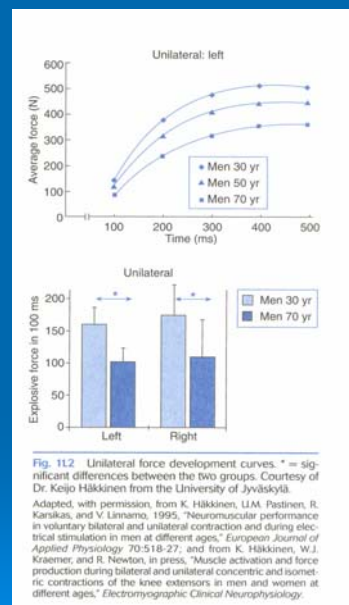 Unilateral: left
Average force (N)
600
500
400
300
200
100
0
Men 30 yr
Men 50 yr
Men 70 yr
100 200 300 400 500
Time (ms)
Unilateral
Explosive force in 100 ms
200
150
100
50
0
* *
Men 30 yr
Men 70 yr
Left Right
Fig. 11.2 Unilateral force development curves. * = sig-
nificant differences between the two groups. Courtesy of
Dr. Keijo Häkkinen from the University of Jyväskylä.
Adapted, with permission, from K. Häkkinen, U.M. Pastinen, R.
Karsikas, and V. Linnamo, 1995, "Neuromuscular performance
in voluntary bilateral and unilateral contraction and during elec-
trical stimulation in men at different ages," European Journal of
Applied Physiology 70:518-27; and from K. Häkkinen, W.J.
Kraemer, and R. Newton, in press, "Muscle activation and force
production during bilateral and unilateral concentric and isomet-
ric contractions of the knee extensors in men and women at
different ages," Electromyographic Clinical Neurophysiology.